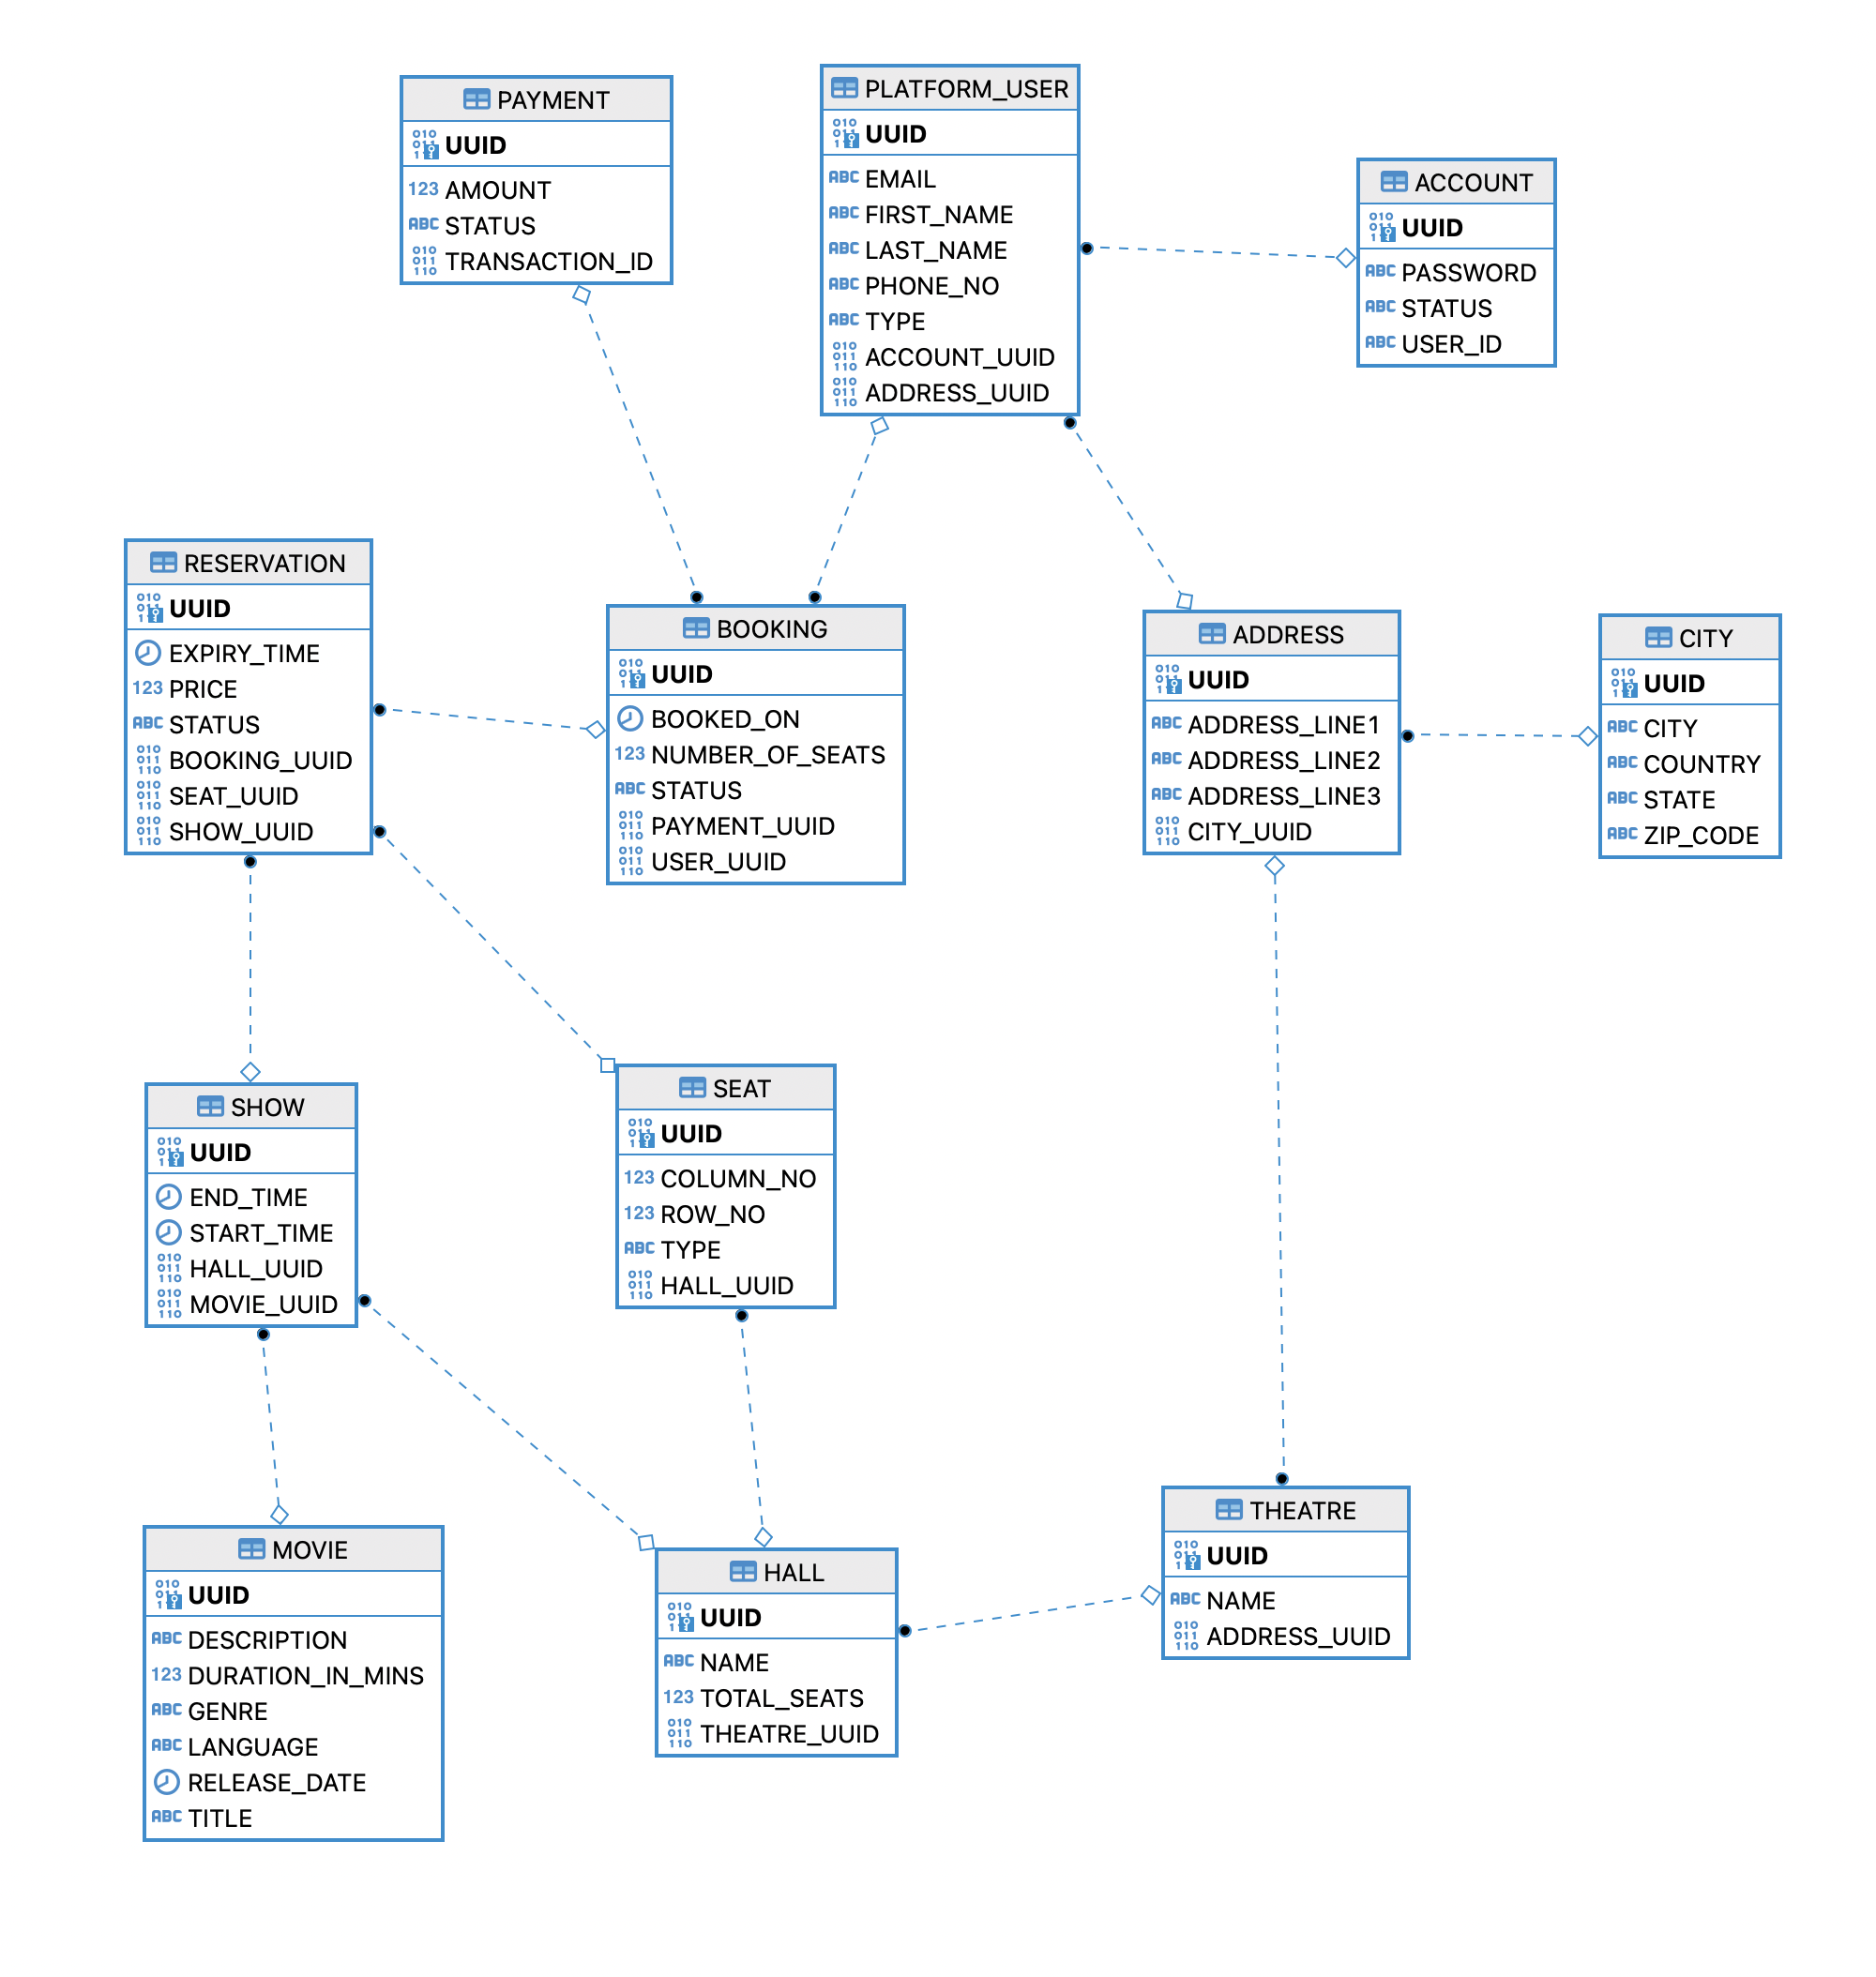 PAYMENT
UUID
123 AMOUNT
ABC STATUS
TRANSACTION_ID
PLATFORM_USER
UUID
ABC EMAIL
ABC FIRST_NAME
ABC LAST_NAME
ABC PHONE_NO
ABC TYPE
ACCOUNT_UUID
ADDRESS_UUID
ACCOUNT
UUID
ABC PASSWORD
ABC STATUS
ABC USER_ID
RESERVATION
UUID
EXPIRY_TIME
123 PRICE
ABC STATUS
BOOKING_UUID
SEAT_UUID
SHOW_UUID
BOOKING
UUID
BOOKED_ON
123 NUMBER_OF_SEATS
ABC STATUS
PAYMENT_UUID
USER_UUID
ADDRESS
UUID
ABC ADDRESS_LINE1
ABC ADDRESS_LINE2
ABC ADDRESS_LINE3
CITY_UUID
CITY
UUID
ABC CITY
ABC COUNTRY
ABC STATE
ABC ZIP_CODE
SHOW
UUID
END_TIME
START_TIME
HALL_UUID
MOVIE_UUID
SEAT
UUID
123 COLUMN_NO
123 ROW_NO
ABC TYPE
HALL_UUID
MOVIE
UUID
ABC DESCRIPTION
123 DURATION_IN_MINS
ABC GENRE
ABC LANGUAGE
RELEASE_DATE
ABC TITLE
HALL
UUID
ABC NAME
123 TOTAL_SEATS
THEATRE_UUID
THEATRE
UUID
ABC NAME
ADDRESS_UUID